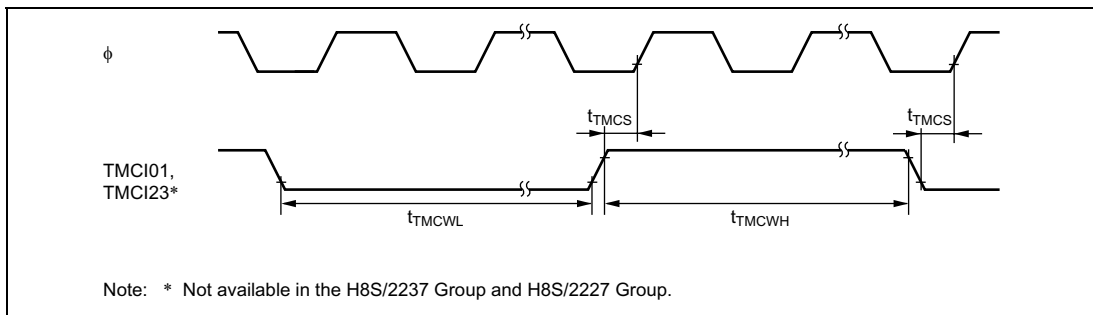 ϕ
tTMCS
tTMCS
TMCI01,
TMCI23*
tTMCWL
tTMCWH
Note: * Not available in the H8S/2237 Group and H8S/2227 Group.